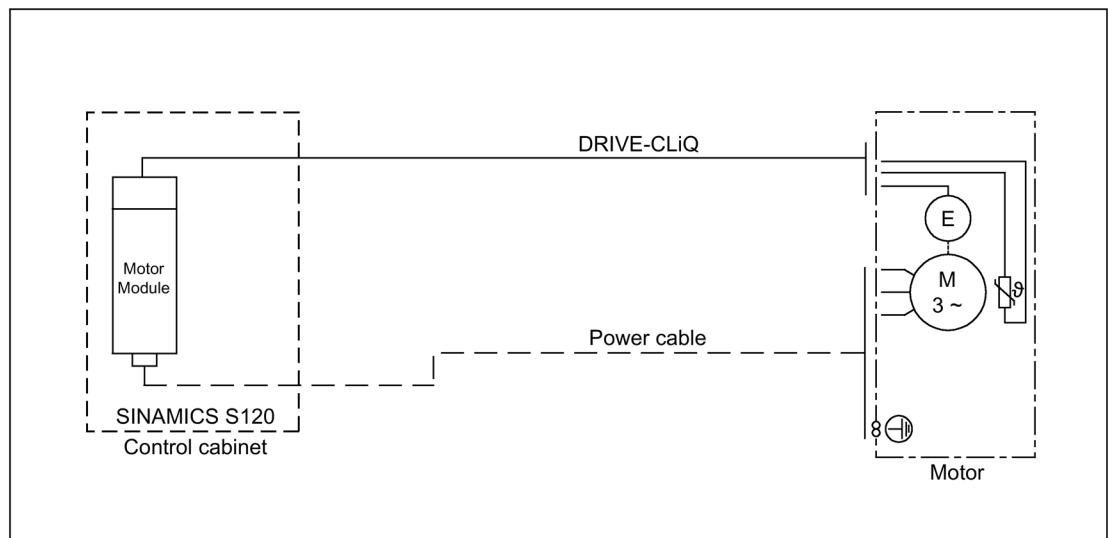 DRIVE-CLiQ
E
Motor
Module
M
3 ~
ϑ
Power cable
SINAMICS S120
Control cabinet
Motor